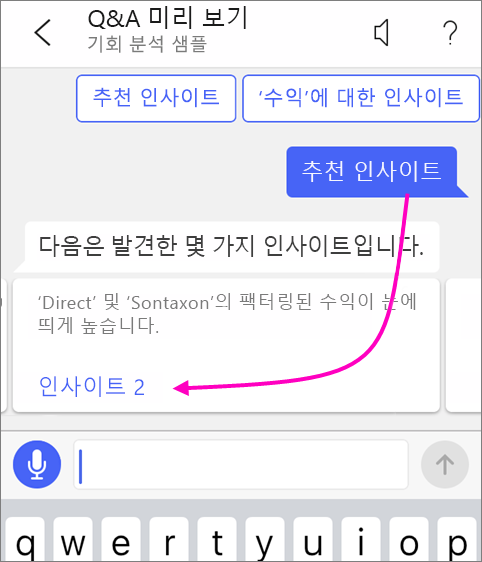 Q&A 미리 보기
기회 분석 샘플
?
추천 인사이트
‘수익’에 대한 인사이트
추천 인사이트
다음은 발견한 몇 가지 인사이트입니다.
‘Direct’ 및 ‘Sontaxon’의 팩터링된 수익이 눈에
띄게 높습니다.
인사이트 2
q w e r t y u i o p